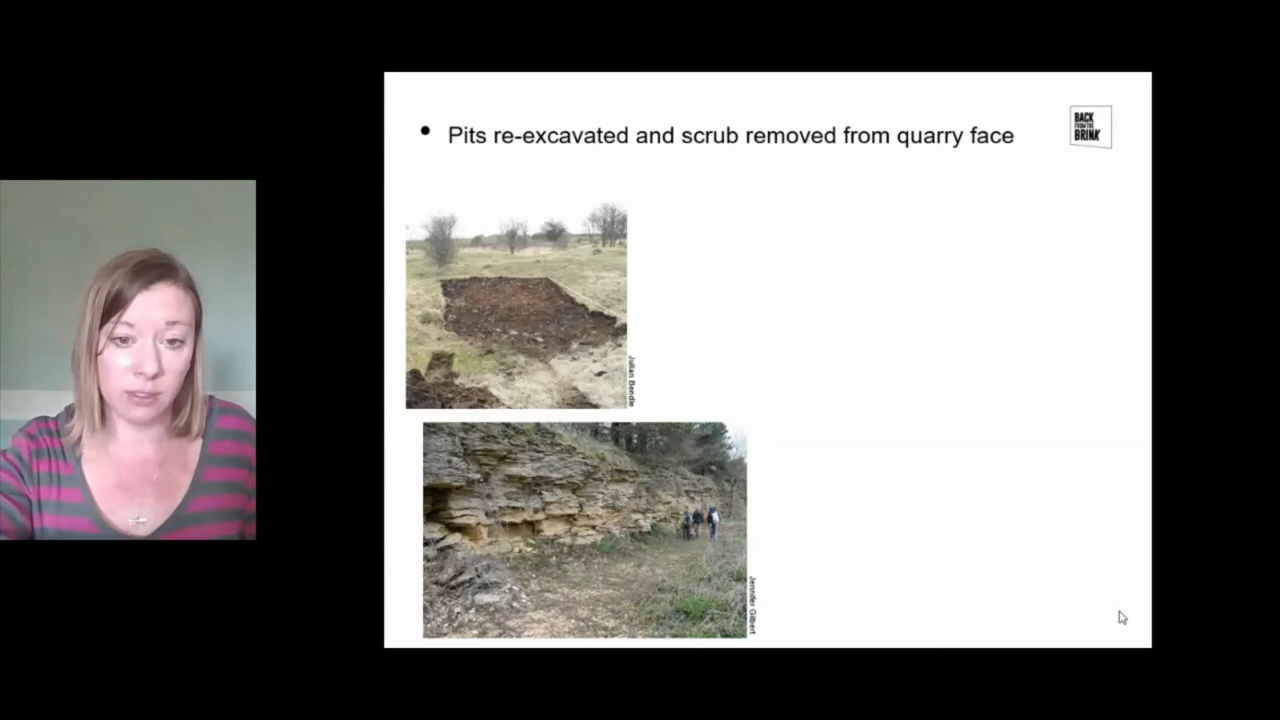 • Pits re-excavated and scrub removed from quarry face
BACK
FROM THE
BRINK
Julian Bendle
Jennifer Gilbert